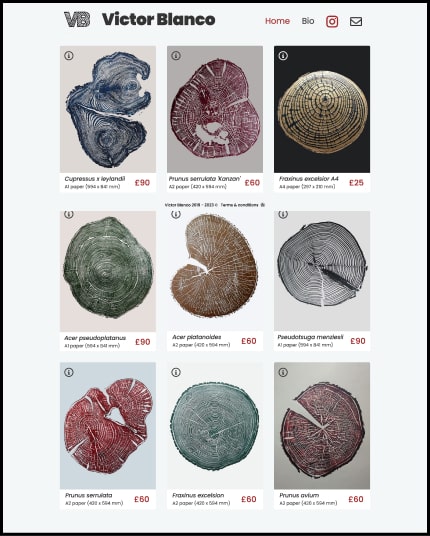 VB Victor Blanco
Home Bio
Cupressus x leylandii
A1 paper (594 x 841 mm) £90
Prunus serrulata 'Kanzan'
A2 paper (420 x 594 mm) £60
Fraxinus excelsior A4
A4 paper (297 x 210 mm) £25
Victor Blanco 2019 - 2023 © Terms & conditions
Acer pseudoplatanus
A1 paper (594 x 841 mm) £90
Acer platanoides
A2 paper (420 x 594 mm) £60
Pseudotsuga menziesii
A1 paper (594 x 841 mm) £90
Prunus serrulata
A2 paper (420 x 594 mm) £60
Fraxinus excelsior
A2 paper (420 x 594 mm) £60
Prunus avium
A2 paper (420 x 594 mm) £60